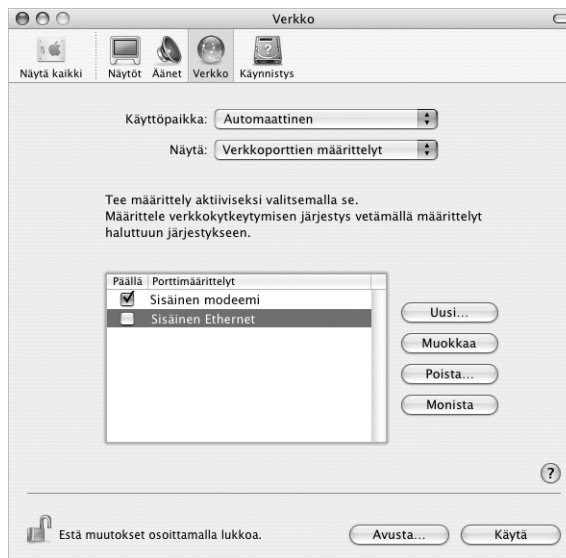 Verkko
Näytä kaikki
Näytöt
Äänet
Verkko
Käynnistys
Käyttöpaikka: Automaattinen
Näytä: Verkkoporttien määrittelyt
Tee määrittely aktiiviseksi valitsemalla se.
Määrittele verkkokytkeytymisen järjestys vetämällä määrittelyt
haluttuun järjestykseen.
Päällä Porttimäärittelyt
Sisäinen modeemi
Sisäinen Ethernet
Uusi...
Muokkaa
Poista...
Monista
?
Estä muutokset osoittamalla lukkoa.
Avusta...
Käytä